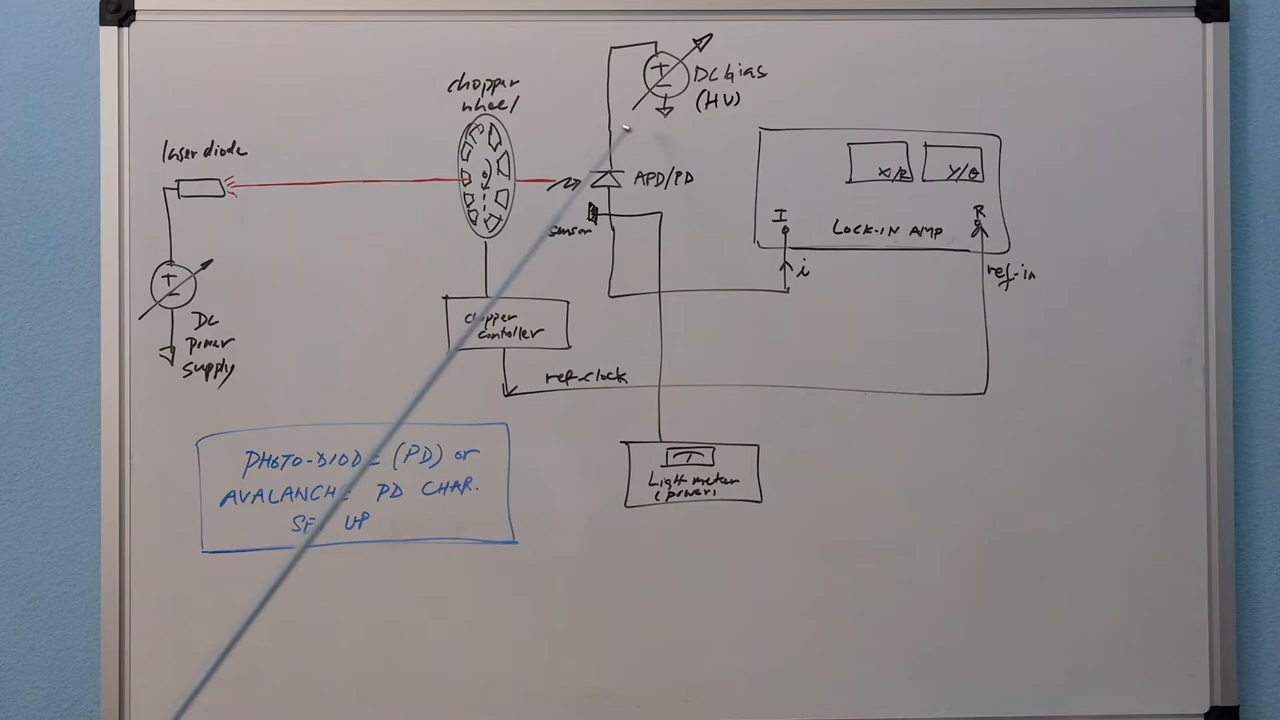 chopper
wheel
+
−
DC bias
(HV)
laser diode
APD/PD
X/R
Y/θ
sensor
I
LOCK-IN AMP
R
i
ref-in
+
−
DC
power
supply
chopper
controller
ref-clock
PHOTO-DIODE (PD) or
AVALANCHE PD CHAR.
SET UP
Light meter
(power)